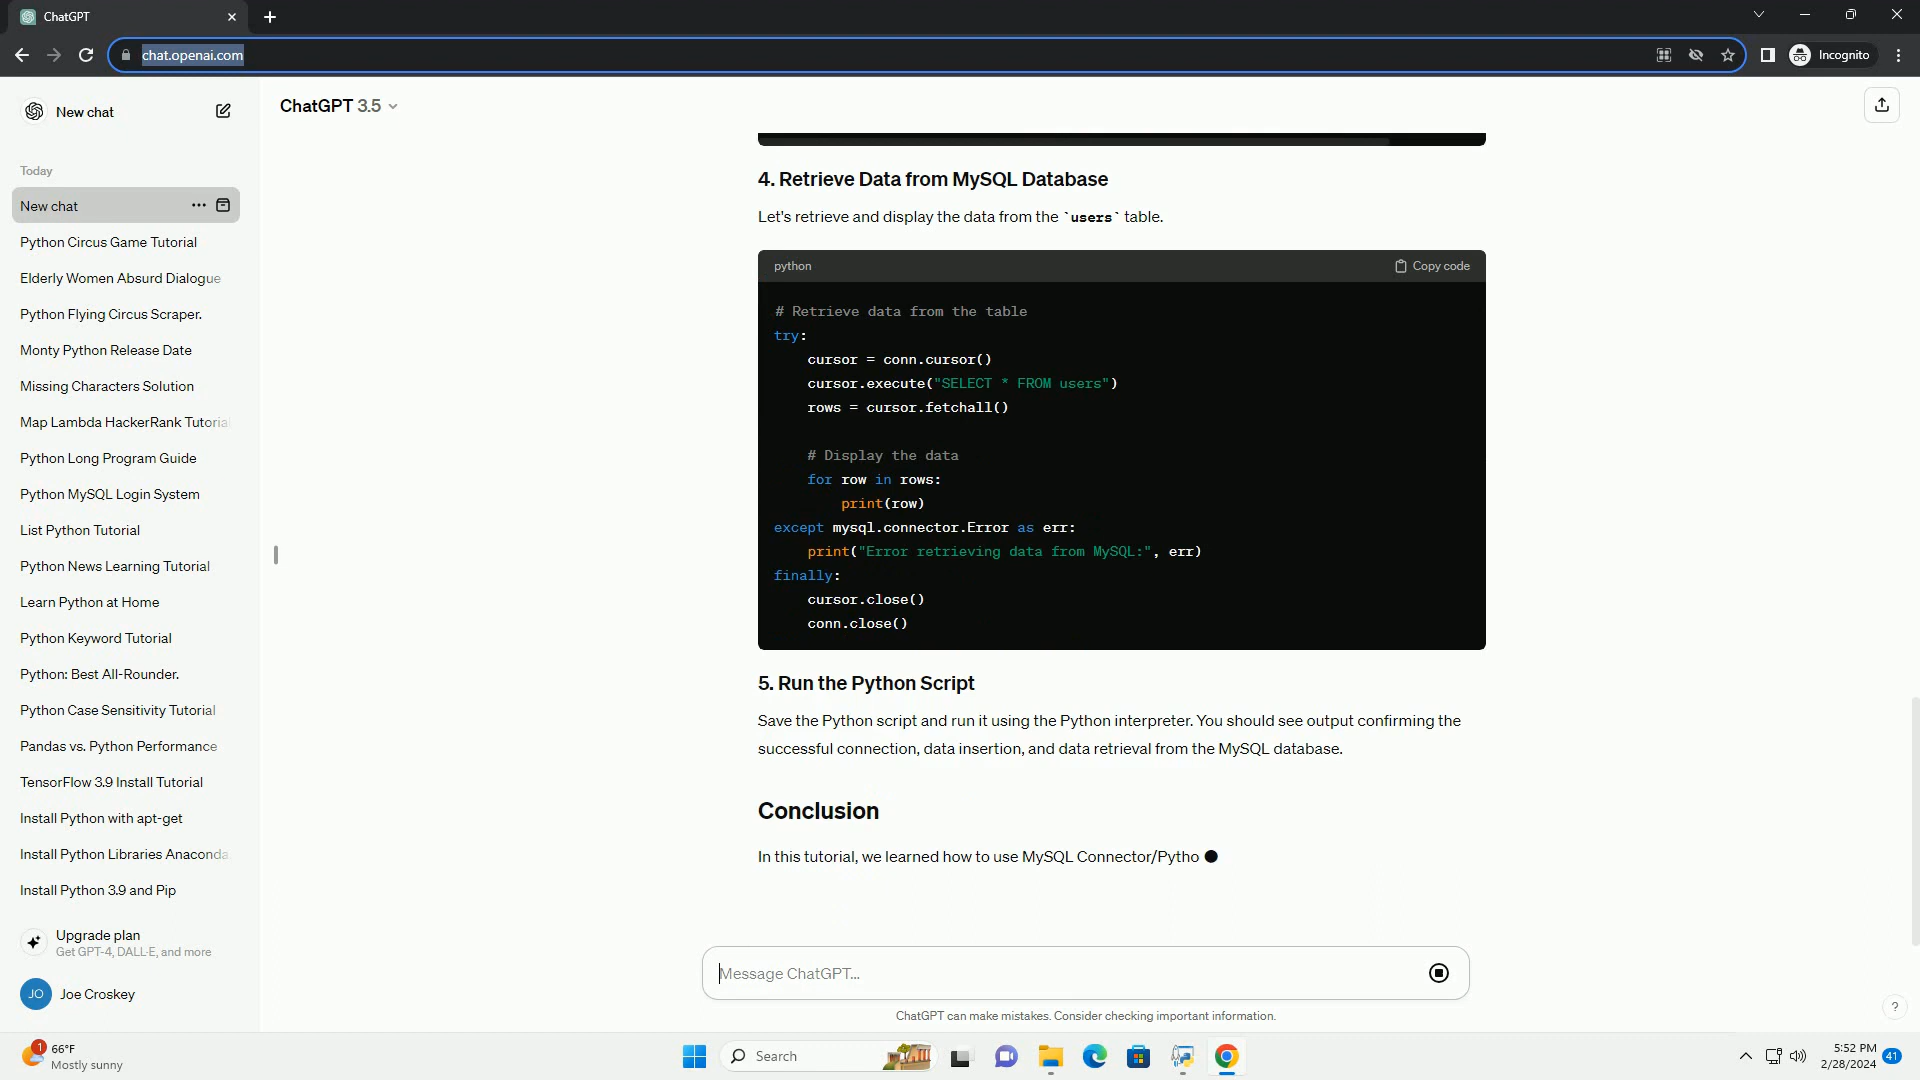 ChatGPT
chat.openai.com
Incognito
New chat
ChatGPT 3.5
Today
New chat
Python Circus Game Tutorial
Elderly Women Absurd Dialogue
Python Flying Circus Scraper.
Monty Python Release Date
Missing Characters Solution
Map Lambda HackerRank Tutoria
Python Long Program Guide
Python MySQL Login System
List Python Tutorial
Python News Learning Tutorial
Learn Python at Home
Python Keyword Tutorial
Python: Best All-Rounder.
Python Case Sensitivity Tutorial
Pandas vs. Python Performance
TensorFlow 3.9 Install Tutorial
Install Python with apt-get
Install Python Libraries Anaconda
Install Python 3.9 and Pip
Upgrade plan
Get GPT-4, DALL·E, and more
JO Joe Croskey
4. Retrieve Data from MySQL Database
Let's retrieve and display the data from the `users` table.
python Copy code
# Retrieve data from the table
try:
cursor = conn.cursor()
cursor.execute("SELECT * FROM users")
rows = cursor.fetchall()
# Display the data
for row in rows:
print(row)
except mysql.connector.Error as err:
print("Error retrieving data from MySQL:", err)
finally:
cursor.close()
conn.close()
5. Run the Python Script
Save the Python script and run it using the Python interpreter. You should see output confirming the
successful connection, data insertion, and data retrieval from the MySQL database.
Conclusion
In this tutorial, we learned how to use MySQL Connector/Pytho
Message ChatGPT...
ChatGPT can make mistakes. Consider checking important information.
?
1
66°F
Mostly sunny
Search
5:52 PM
2/28/2024
41